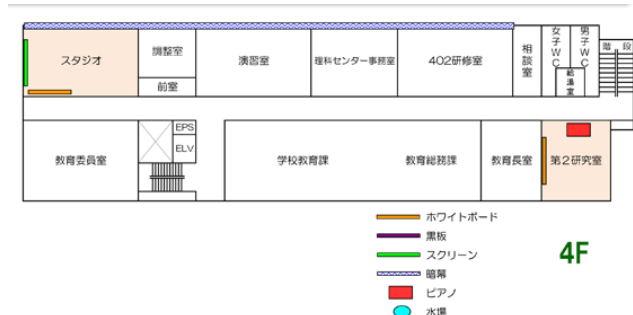 スタジオ
調整室
前室
演習室
理科センター事務室
402研修室
相談室
女子WC
男子WC
給湯室
階 段
教育委員室
EPS
ELV
学校教育課
教育総務課
教育長室
第2研究室
ホワイトボード
黒板
スクリーン
暗幕
ピアノ
水場
4F